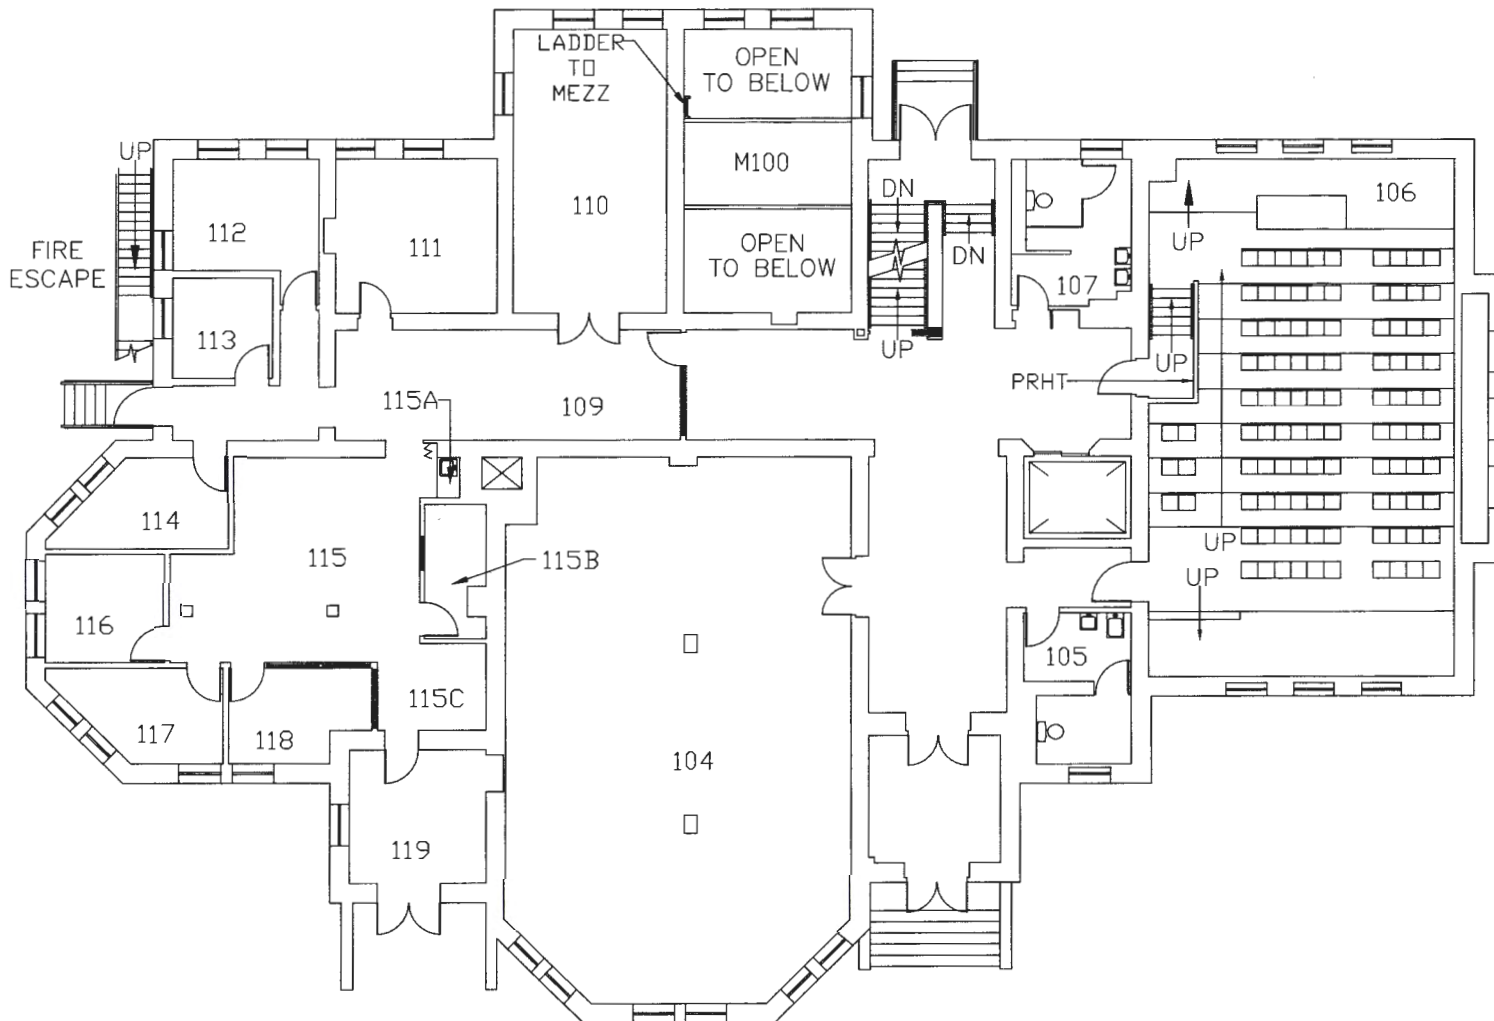 LADDER
TO
MEZZ
OPEN
TO BELOW
UP
M100
106
DN
110
112
111
UP
FIRE
ESCAPE
OPEN
TO BELOW
DN
107
113
UP
UP
PRHT
115A
109
114
115
115B
UP
UP
116
105
115C
117
118
104
119